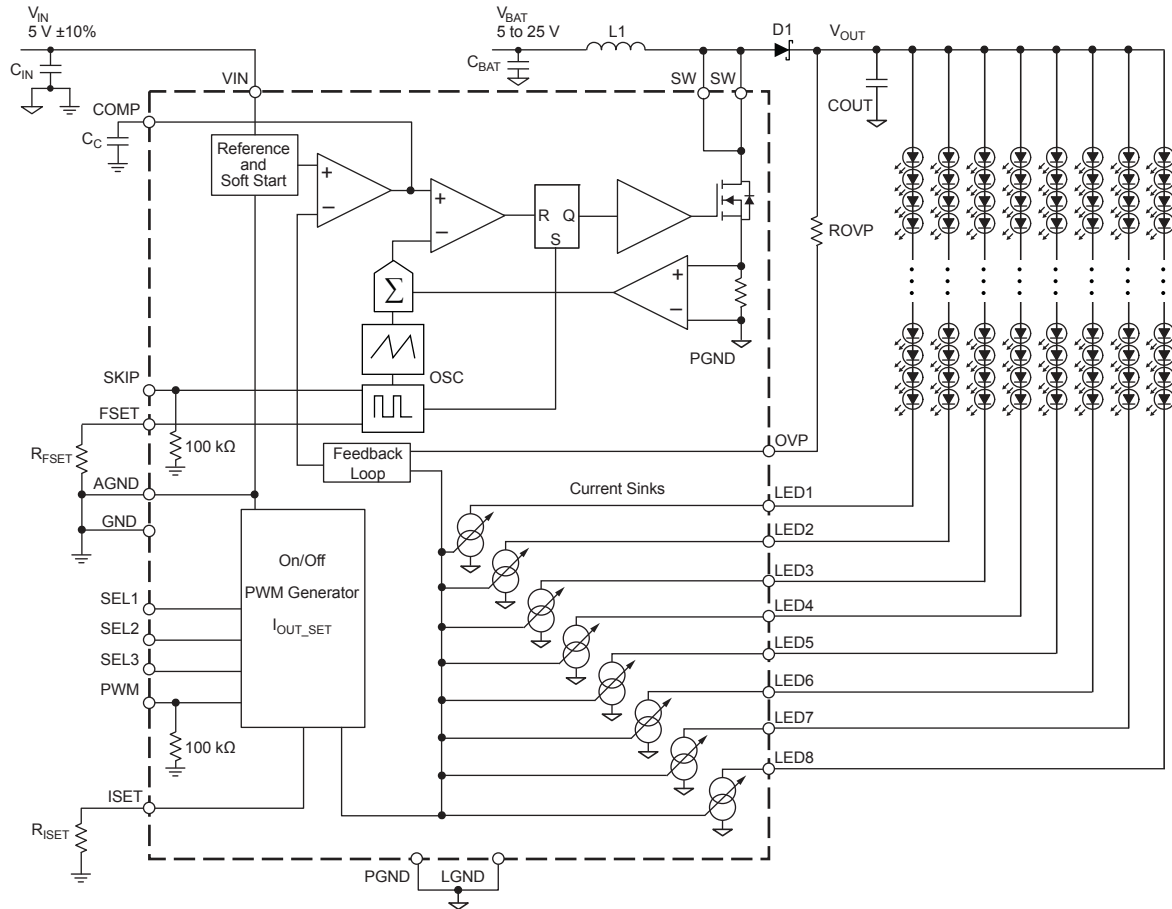 V_IN
5 V ±10%
V_BAT
5 to 25 V
L1
D1
V_OUT
C_IN
C_BAT
VIN
SW SW
COUT
COMP
C_C
Reference
and
Soft Start
+
−
+
−
R Q
S
+
−
ROVP
Σ
PGND
SKIP
OSC
FSET
100 kΩ
R_FSET
Feedback
Loop
OVP
AGND
Current Sinks
LED1
GND
LED2
On/Off
PWM Generator
I_OUT_SET
LED3
SEL1
LED4
SEL2
LED5
SEL3
PWM
LED6
LED7
100 kΩ
LED8
ISET
R_ISET
PGND LGND